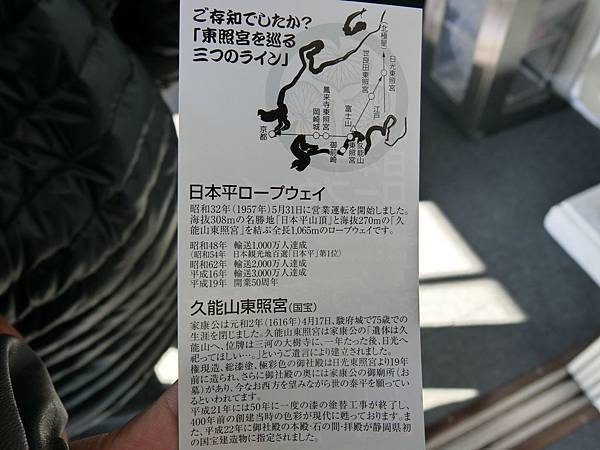 ご存知でしたか?
「東照宮を巡る
三つのライン」
北極星
日光東照宮
世良田東照宮
江戸
富士山
久能山
東照宮
御前崎
鳳来寺東照宮
岡崎城
京都
日本平ロープウェイ
昭和32年(1957年)5月31日に営業運転を開始しました。
海抜308mの名勝地「日本平山頂」と海抜270mの「久
能山東照宮」を結ぶ全長1,065mのロープウェイです。
昭和48年 輸送1,000万人達成
(昭和54年 日本観光地百選「日本平」第1位)
昭和62年 輸送2,000万人達成
平成16年 輸送3,000万人達成
平成19年 開業50周年
久能山東照宮(国宝)
家康公は元和2年(1616年)4月17日、駿府城で75歳での
生涯を閉じました。久能山東照宮は家康公の「遺体は久
能山へ、位牌は三河の大樹寺に、一年たった後、日光へ
祀ってほしい…。」というご遺言により建立されました。
権現造、総漆塗、極彩色の御社殿は日光東照宮より19年
前に造られ、さらに御社殿の奥には家康公の御廟所(お
墓)があり、今なお西方を望みながら世の泰平を願ってい
るといわれてます。
平成21年には50年に一度の漆の塗替工事が終了し、
400年前の創建当時の色彩が現代に甦っております。ま
た、平成22年に御社殿の本殿・石の間・拝殿が静岡県初
の国宝建造物に指定されました。